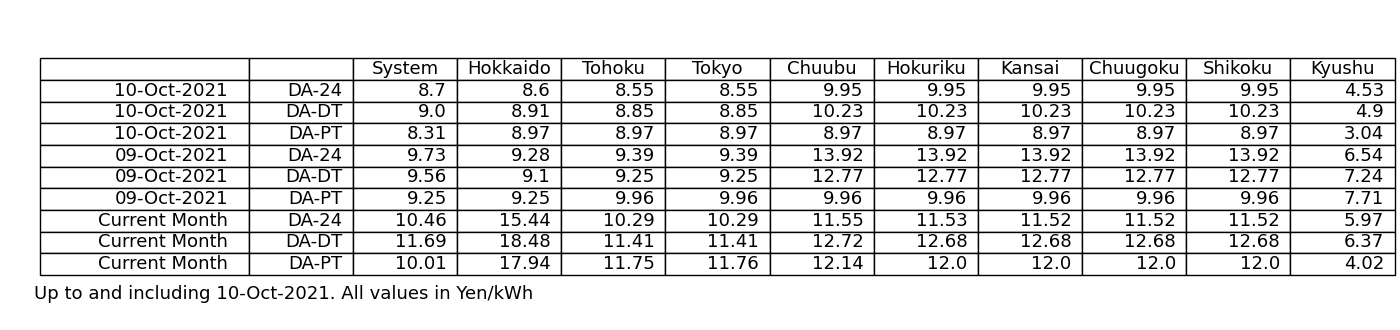 System Hokkaido Tohoku Tokyo Chuubu Hokuriku Kansai Chuugoku Shikoku Kyushu
10-Oct-2021 DA-24 8.7 8.6 8.55 8.55 9.95 9.95 9.95 9.95 9.95 4.53
10-Oct-2021 DA-DT 9.0 8.91 8.85 8.85 10.23 10.23 10.23 10.23 10.23 4.9
10-Oct-2021 DA-PT 8.31 8.97 8.97 8.97 8.97 8.97 8.97 8.97 8.97 3.04
09-Oct-2021 DA-24 9.73 9.28 9.39 9.39 13.92 13.92 13.92 13.92 13.92 6.54
09-Oct-2021 DA-DT 9.56 9.1 9.25 9.25 12.77 12.77 12.77 12.77 12.77 7.24
09-Oct-2021 DA-PT 9.25 9.25 9.96 9.96 9.96 9.96 9.96 9.96 9.96 7.71
Current Month DA-24 10.46 15.44 10.29 10.29 11.55 11.53 11.52 11.52 11.52 5.97
Current Month DA-DT 11.69 18.48 11.41 11.41 12.72 12.68 12.68 12.68 12.68 6.37
Current Month DA-PT 10.01 17.94 11.75 11.76 12.14 12.0 12.0 12.0 12.0 4.02
Up to and including 10-Oct-2021. All values in Yen/kWh